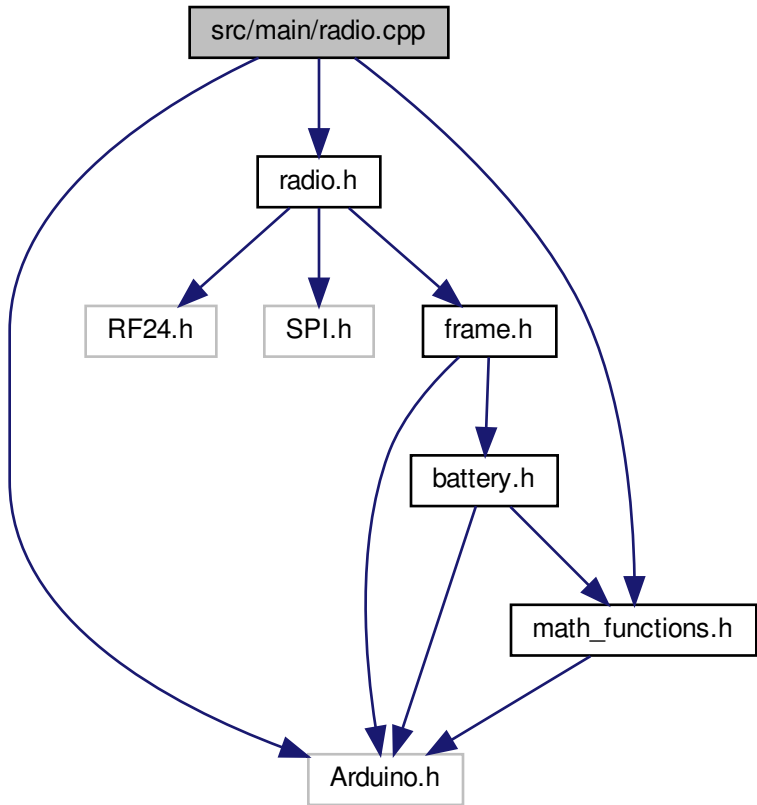 src/main/radio.cpp
radio.h
RF24.h
SPI.h
frame.h
battery.h
math_functions.h
Arduino.h